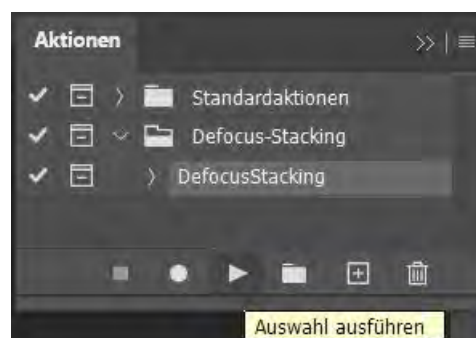 Aktionen
Standardaktionen
Defocus-Stacking
DefocusStacking
Auswahl ausführen